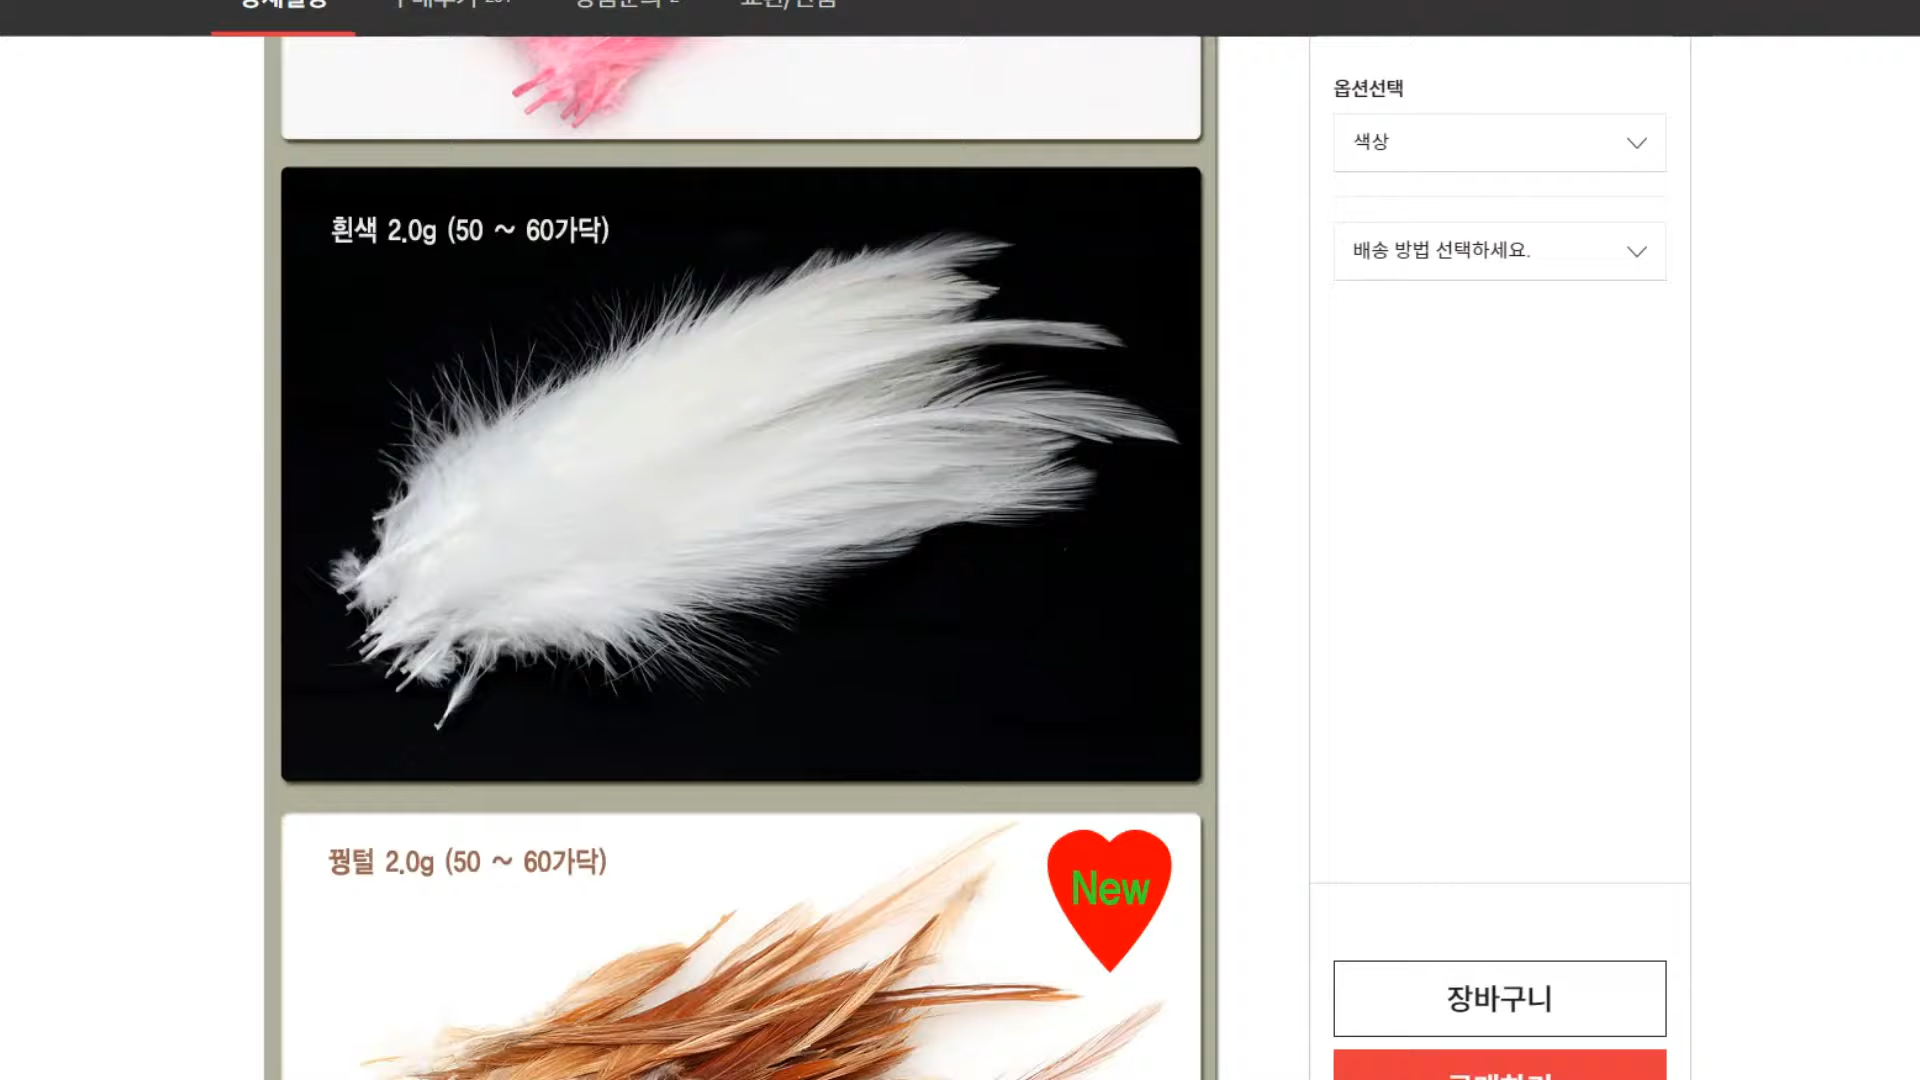 옵션선택
색상
배송 방법 선택하세요.
흰색 2.0g (50 ~ 60가닥)
꿩털 2.0g (50 ~ 60가닥)
New
장바구니